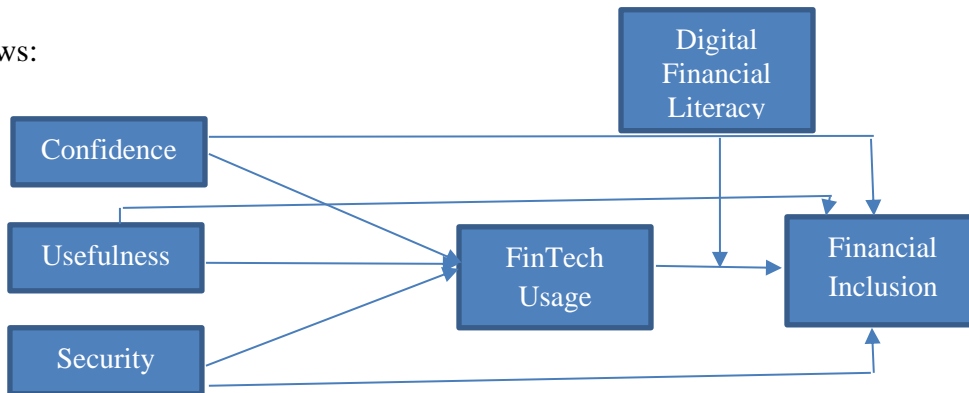 ws:
Digital
Financial
Literacy
Confidence
Usefulness
FinTech
Usage
Financial
Inclusion
Security